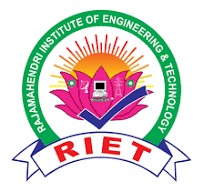 RAJAMAHENDRI INSTITUTE OF ENGINEERING & TECHNOLOGY
RIET